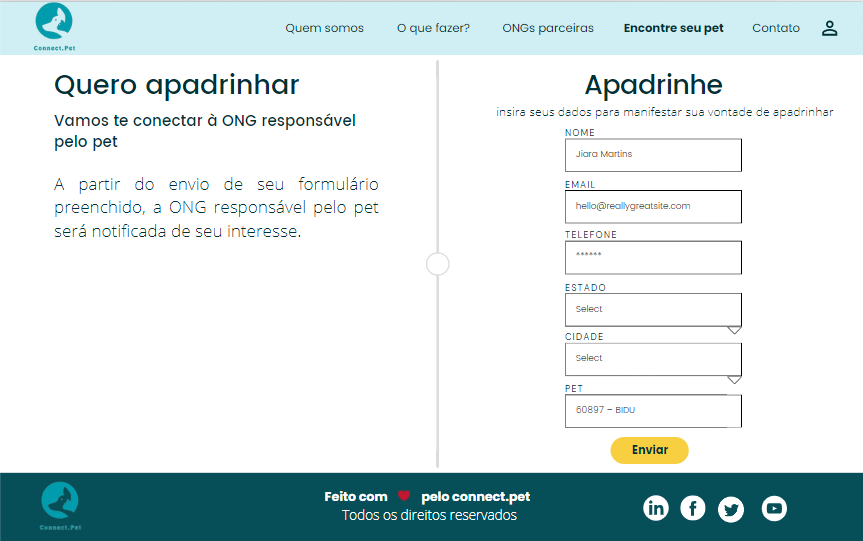 Connect.Pet
Quem somos
O que fazer?
ONGs parceiras
Encontre seu pet
Contato
Quero apadrinhar
Vamos te conectar à ONG responsável
pelo pet
A partir do envio de seu formulário
preenchido, a ONG responsável pelo pet
será notificada de seu interesse.
Apadrinhe
insira seus dados para manifestar sua vontade de apadrinhar
NOME
Jiara Martins
EMAIL
hello@reallygreatsite.com
TELEFONE
******
ESTADO
Select
CIDADE
Select
PET
60897 – BIDU
Enviar
Connect.Pet
Feito com pelo connect.pet
Todos os direitos reservados